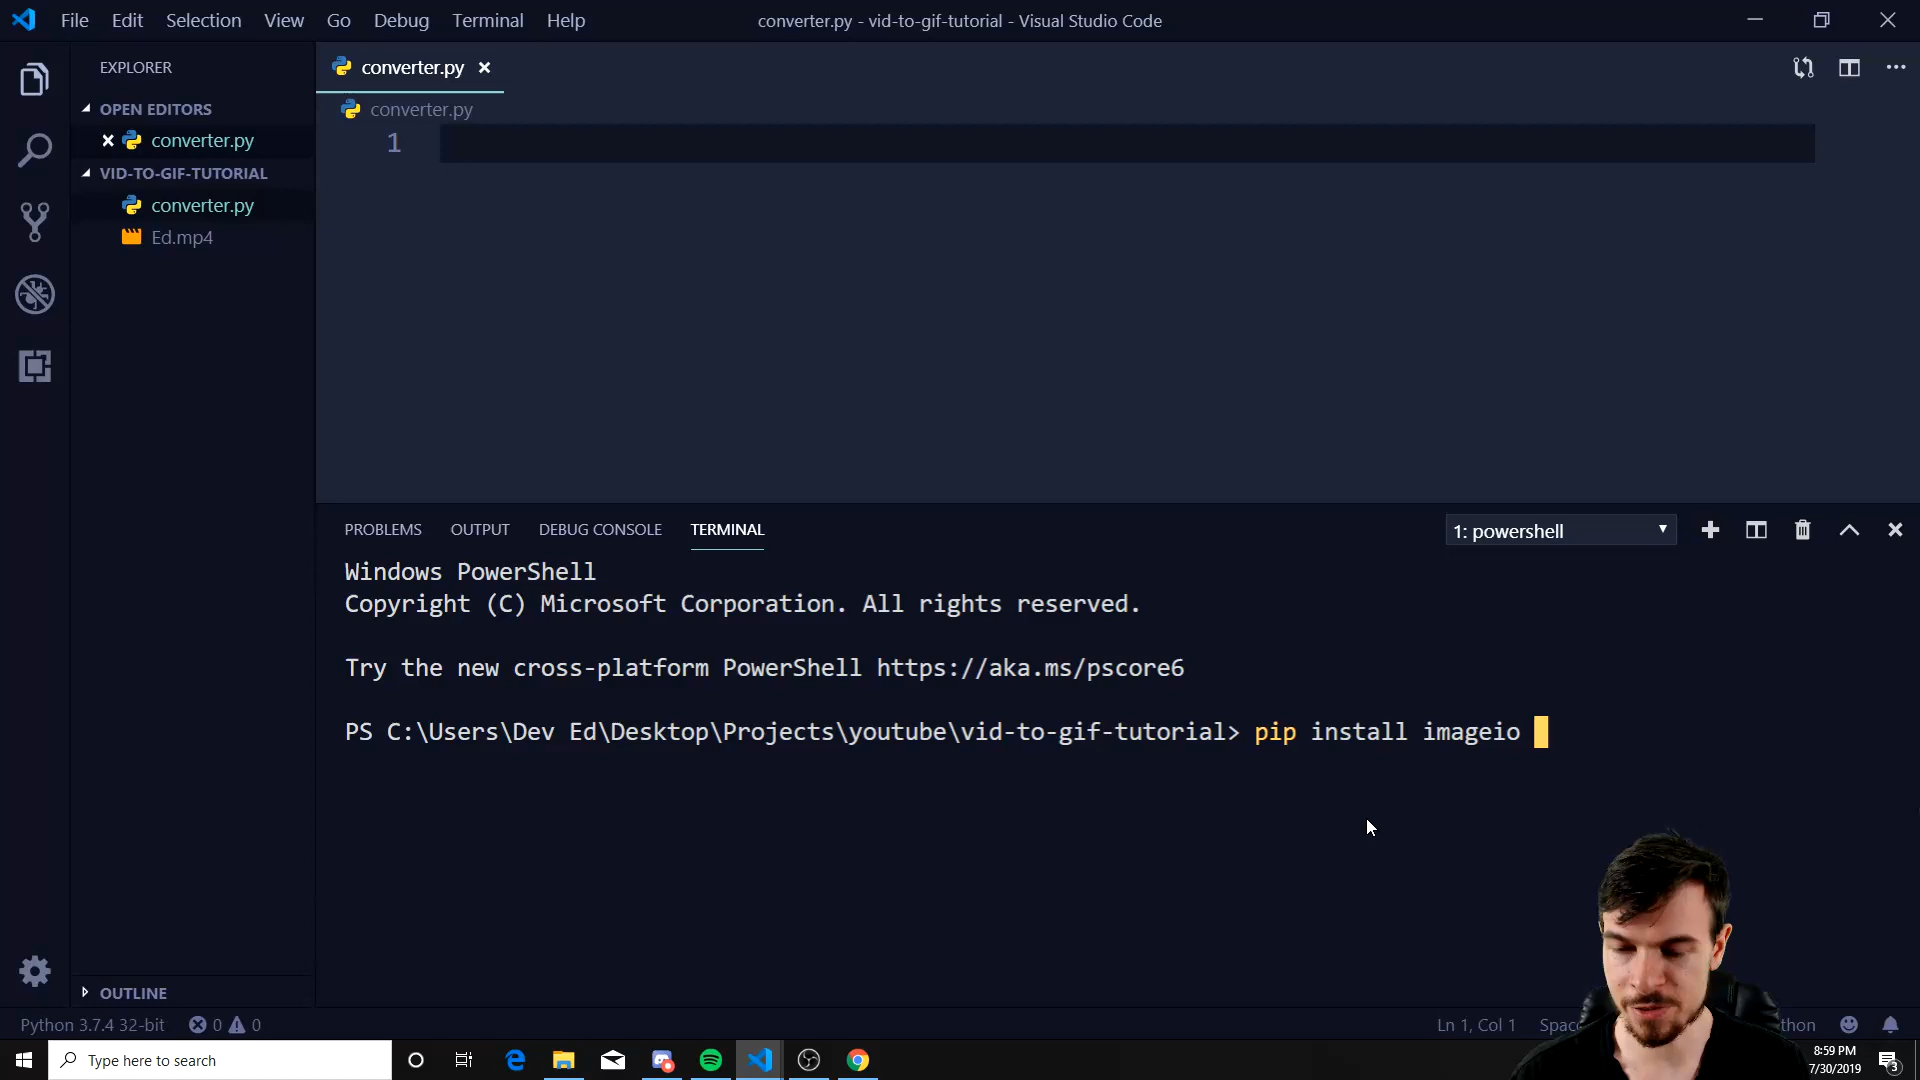 File Edit Selection View Go Debug Terminal Help
converter.py - vid-to-gif-tutorial - Visual Studio Code
EXPLORER
OPEN EDITORS
converter.py
VID-TO-GIF-TUTORIAL
converter.py
Ed.mp4
OUTLINE
converter.py
converter.py
1
PROBLEMS OUTPUT DEBUG CONSOLE TERMINAL
1: powershell
Windows PowerShell
Copyright (C) Microsoft Corporation. All rights reserved.
Try the new cross-platform PowerShell https://aka.ms/pscore6
PS C:\Users\Dev Ed\Desktop\Projects\youtube\vid-to-gif-tutorial> pip install imageio
Python 3.7.4 32-bit 0 0
Ln 1, Col 1
Type here to search
8:59 PM
7/30/2019
3